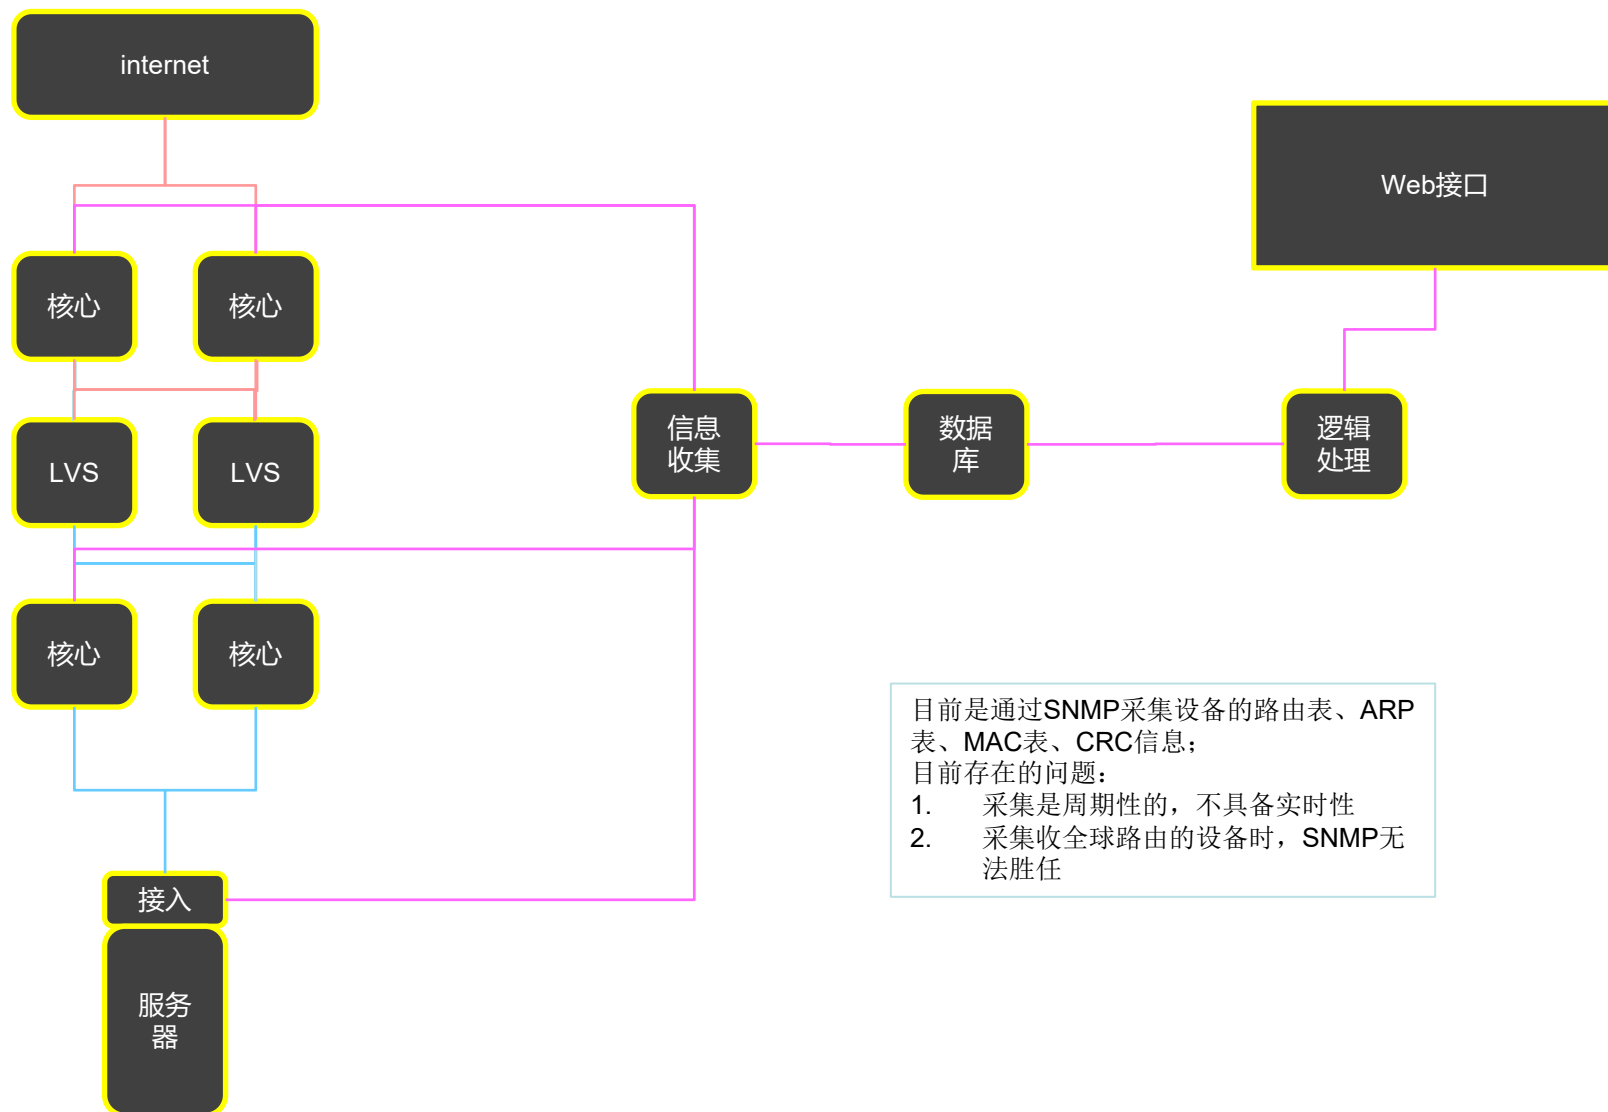 internet
Web接口
核心
核心
LVS
LVS
信息
收集
数据
库
逻辑
处理
核心
核心
目前是通过SNMP采集设备的路由表、ARP
表、MAC表、CRC信息；
目前存在的问题：
1. 采集是周期性的，不具备实时性
2. 采集收全球路由的设备时，SNMP无
法胜任
接入
服务
器